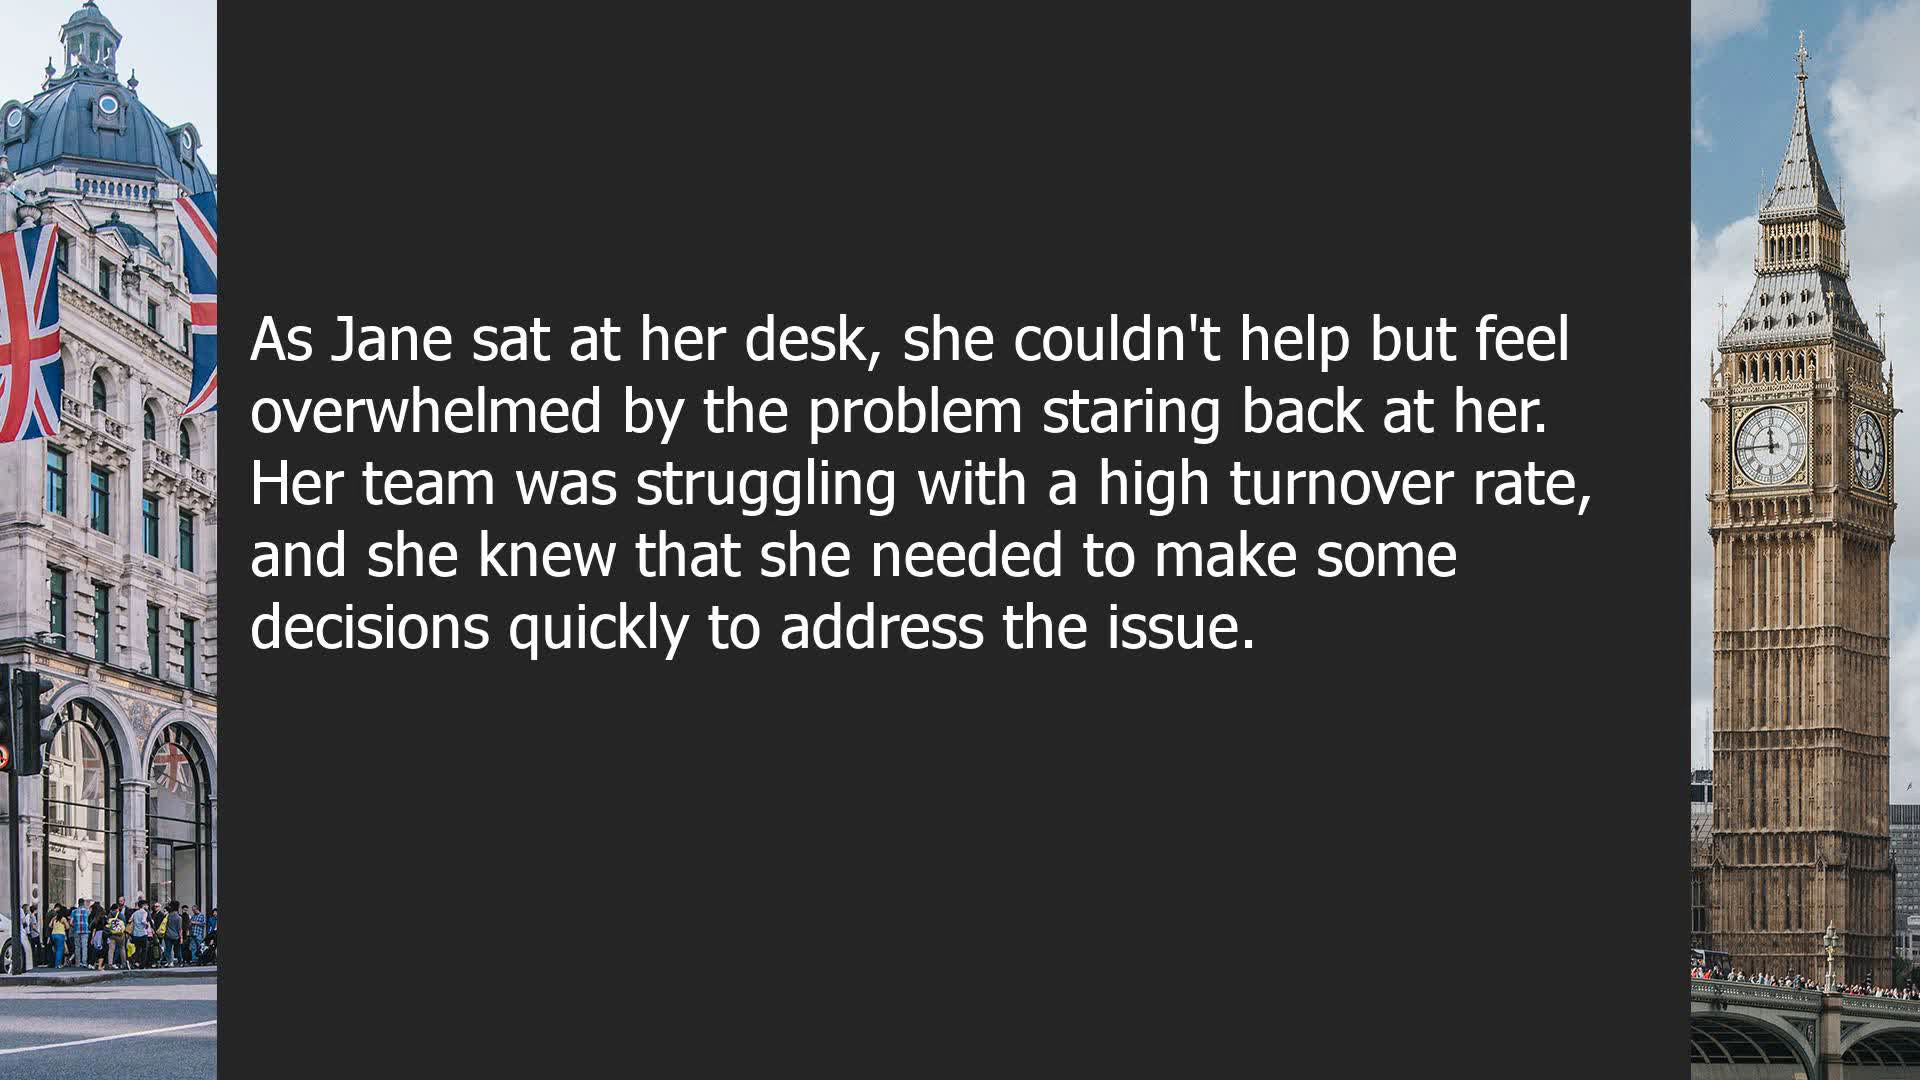 As Jane sat at her desk, she couldn't help but feel
overwhelmed by the problem staring back at her.
Her team was struggling with a high turnover rate,
and she knew that she needed to make some
decisions quickly to address the issue.